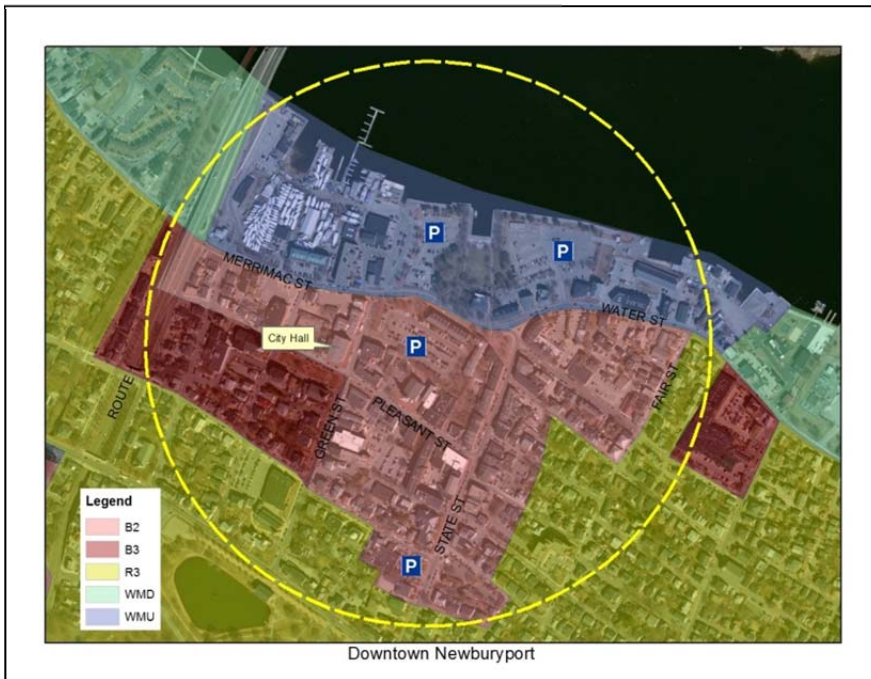 P
P
MERRIMAC ST
WATER ST
City Hall
P
FAIR ST
ROUTE
GREEN ST
PLEASANT ST
STATE ST
P
Legend
B2
B3
R3
WMD
WMU
Downtown Newburyport